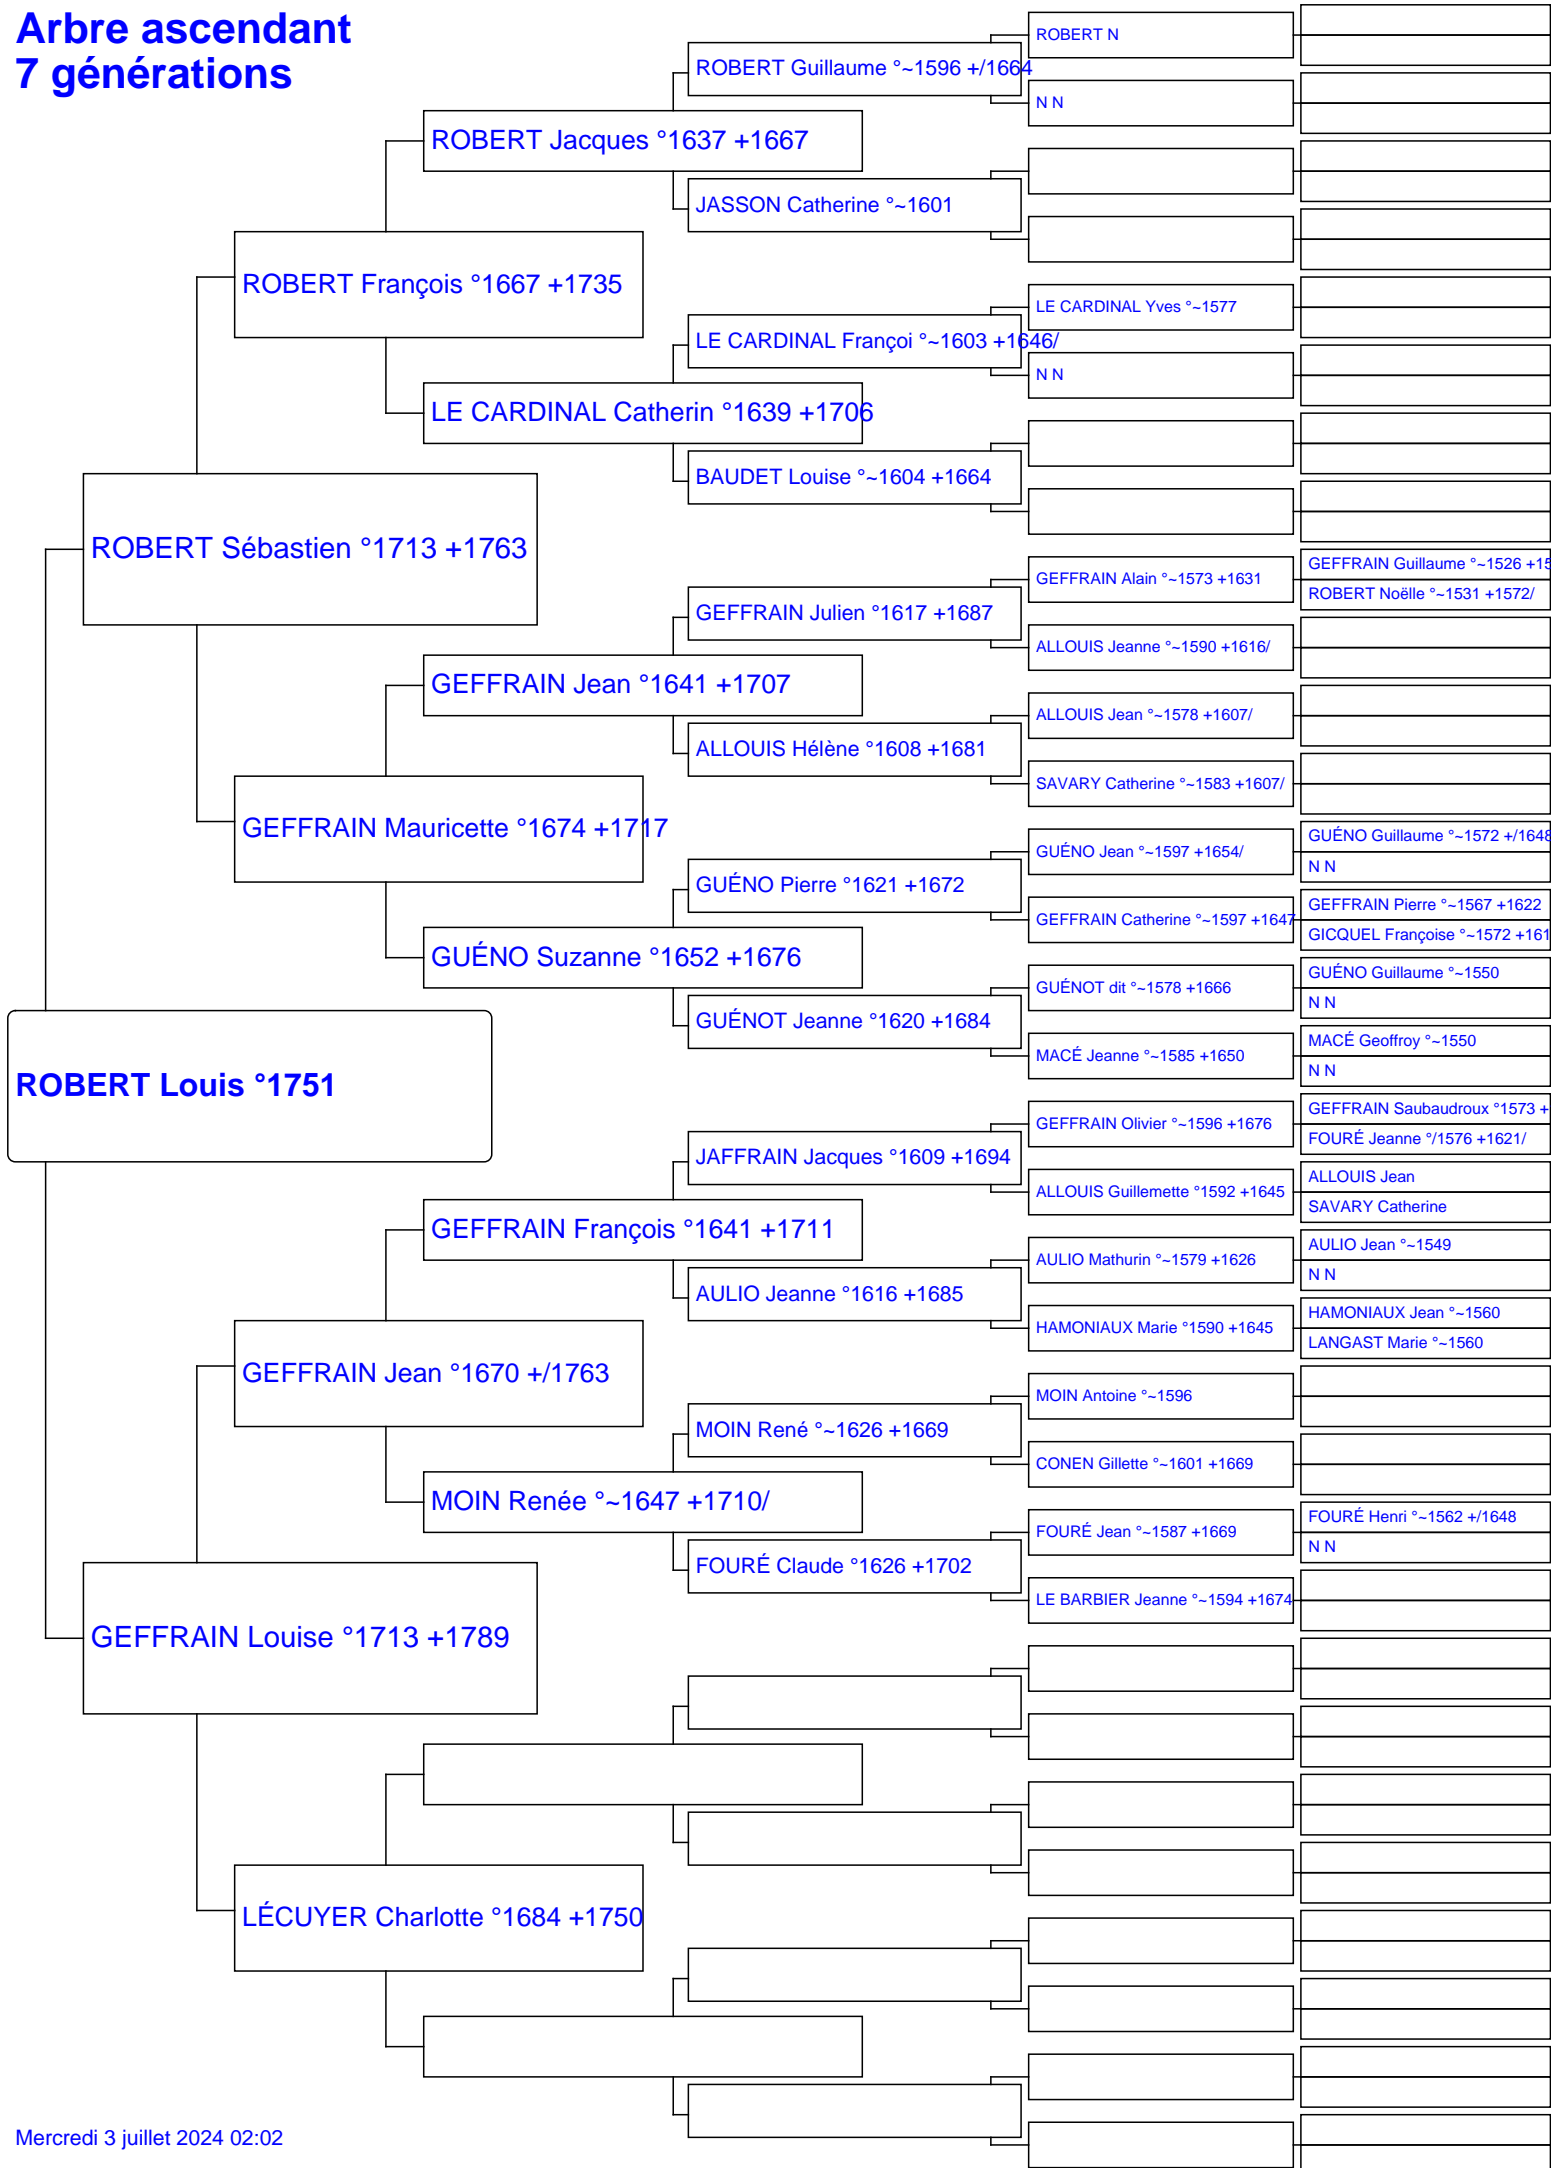 Arbre ascendant
7 générations
ROBERT Louis °1751
ROBERT Sébastien °1713 +1763
GEFFRAIN Louise °1713 +1789
ROBERT François °1667 +1735
GEFFRAIN Mauricette °1674 +1717
GEFFRAIN Jean °1670 +/1763
LÉCUYER Charlotte °1684 +1750
ROBERT Jacques °1637 +1667
LE CARDINAL Catherin °1639 +1706
GEFFRAIN Jean °1641 +1707
GUÉNO Suzanne °1652 +1676
GEFFRAIN François °1641 +1711
MOIN Renée °~1647 +1710/
ROBERT Guillaume °~1596 +/1664
JASSON Catherine °~1601
LE CARDINAL Françoi °~1603 +1646/
BAUDET Louise °~1604 +1664
GEFFRAIN Julien °1617 +1687
ALLOUIS Hélène °1608 +1681
GUÉNO Pierre °1621 +1672
GUÉNOT Jeanne °1620 +1684
JAFFRAIN Jacques °1609 +1694
AULIO Jeanne °1616 +1685
MOIN René °~1626 +1669
FOURÉ Claude °1626 +1702
ROBERT N
N N
LE CARDINAL Yves °~1577
N N
GEFFRAIN Alain °~1573 +1631
ALLOUIS Jeanne °~1590 +1616/
ALLOUIS Jean °~1578 +1607/
SAVARY Catherine °~1583 +1607/
GUÉNO Jean °~1597 +1654/
GEFFRAIN Catherine °~1597 +1647
GUÉNOT dit °~1578 +1666
MACÉ Jeanne °~1585 +1650
GEFFRAIN Olivier °~1596 +1676
ALLOUIS Guillemette °1592 +1645
AULIO Mathurin °~1579 +1626
HAMONIAUX Marie °1590 +1645
MOIN Antoine °~1596
CONEN Gillette °~1601 +1669
FOURÉ Jean °~1587 +1669
LE BARBIER Jeanne °~1594 +1674
GEFFRAIN Guillaume °~1526 +15
ROBERT Noëlle °~1531 +1572/
GUÉNO Guillaume °~1572 +/1648
N N
GEFFRAIN Pierre °~1567 +1622
GICQUEL Françoise °~1572 +161
GUÉNO Guillaume °~1550
N N
MACÉ Geoffroy °~1550
N N
GEFFRAIN Saubaudroux °1573 +
FOURÉ Jeanne °/1576 +1621/
ALLOUIS Jean
SAVARY Catherine
AULIO Jean °~1549
N N
HAMONIAUX Jean °~1560
LANGAST Marie °~1560
FOURÉ Henri °~1562 +/1648
N N
Mercredi 3 juillet 2024 02:02